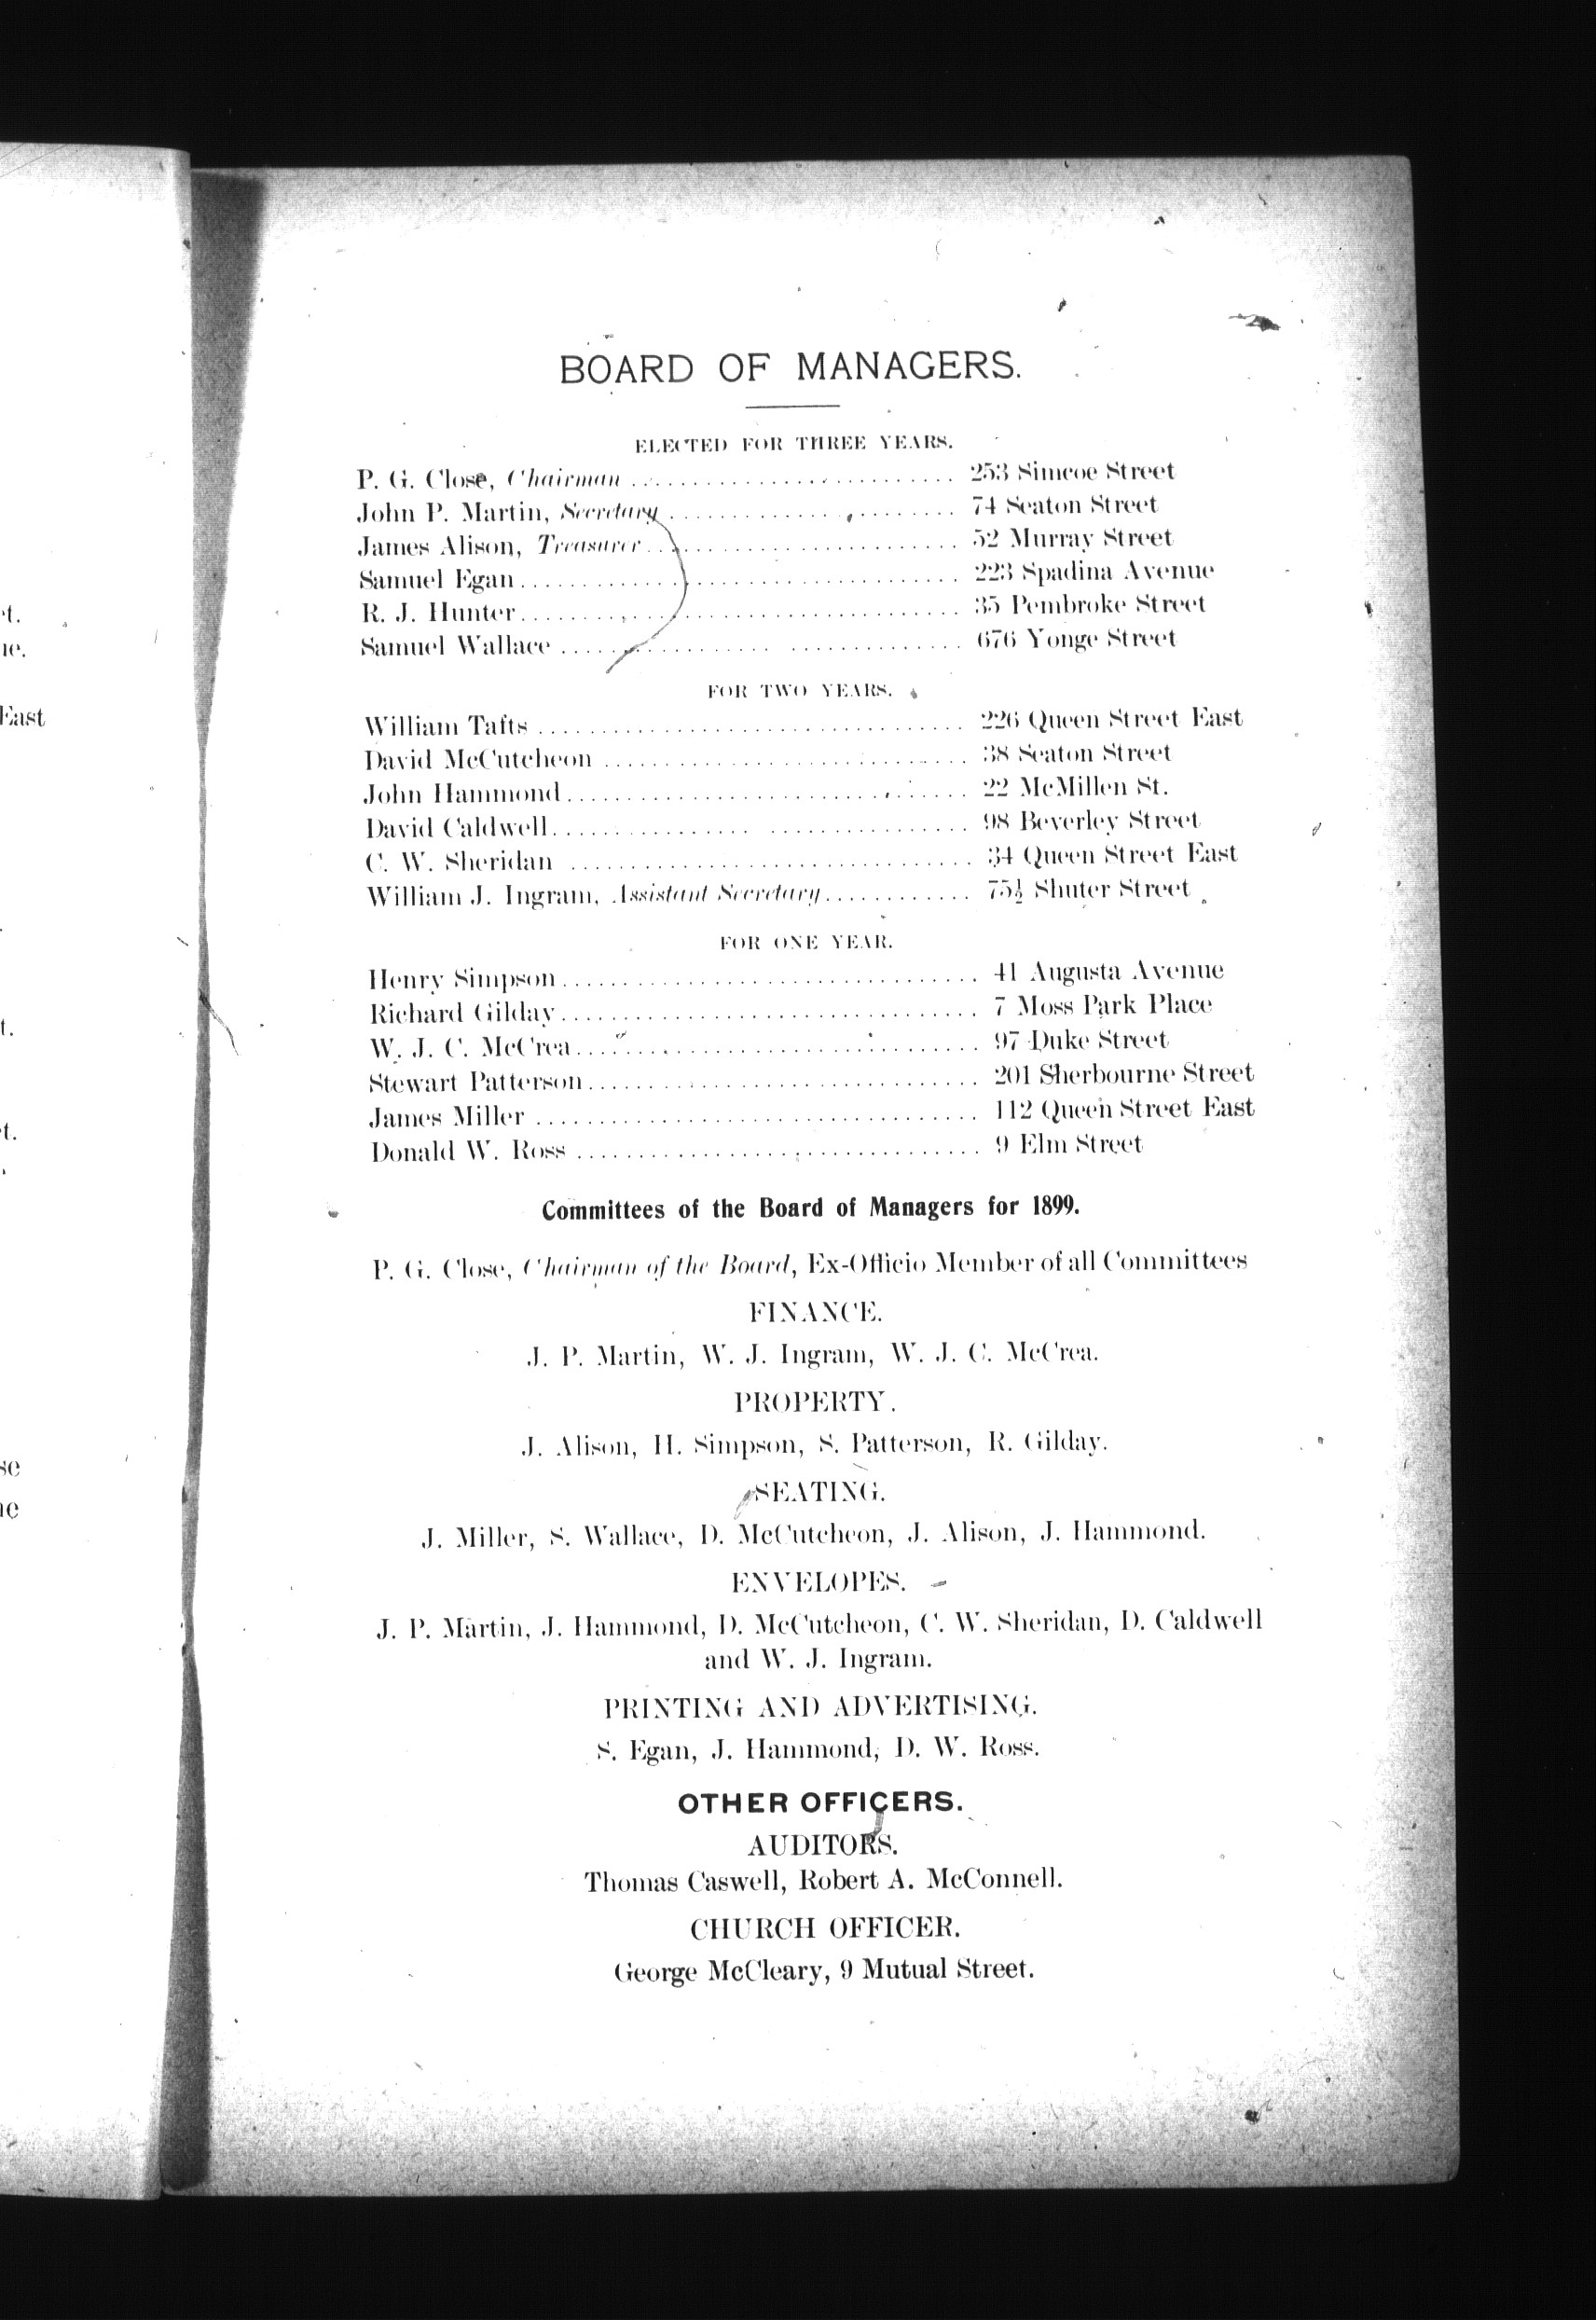 BOARD OF MANAGERS.
ELECTED FOR THREE YEARS.
P. G. Close, Chairman ........................ 253 Simcoe Street
John P. Martin, Secretary ........................ 74 Seaton Street
James Alison, Treasurer ........................ 52 Murray Street
Samuel Egan ........................ 223 Spadina Avenue
R. J. Hunter ........................ 35 Pembroke Street
Samuel Wallace ........................ 676 Yonge Street
FOR TWO YEARS.
William Tafts ........................ 226 Queen Street East
David McCutcheon ........................ 38 Seaton Street
John Hammond ........................ 22 McMillen St.
David Caldwell ........................ 98 Beverley Street
C. W. Sheridan ........................ 34 Queen Street East
William J. Ingram, Assistant Secretary ............ 75½ Shuter Street
FOR ONE YEAR.
Henry Simpson ........................ 41 Augusta Avenue
Richard Gilday ........................ 7 Moss Park Place
W. J. C. McCrea ........................ 97 Duke Street
Stewart Patterson ........................ 201 Sherbourne Street
James Miller ........................ 112 Queen Street East
Donald W. Ross ........................ 9 Elm Street
Committees of the Board of Managers for 1899.
P. G. Close, Chairman of the Board, Ex-Officio Member of all Committees
FINANCE.
J. P. Martin, W. J. Ingram, W. J. C. McCrea.
PROPERTY.
J. Alison, H. Simpson, S. Patterson, R. Gilday.
SEATING.
J. Miller, S. Wallace, D. McCutcheon, J. Alison, J. Hammond.
ENVELOPES.
J. P. Martin, J. Hammond, D. McCutcheon, C. W. Sheridan, D. Caldwell
and W. J. Ingram.
PRINTING AND ADVERTISING.
S. Egan, J. Hammond, D. W. Ross.
OTHER OFFICERS.
AUDITORS.
Thomas Caswell, Robert A. McConnell.
CHURCH OFFICER.
George McCleary, 9 Mutual Street.